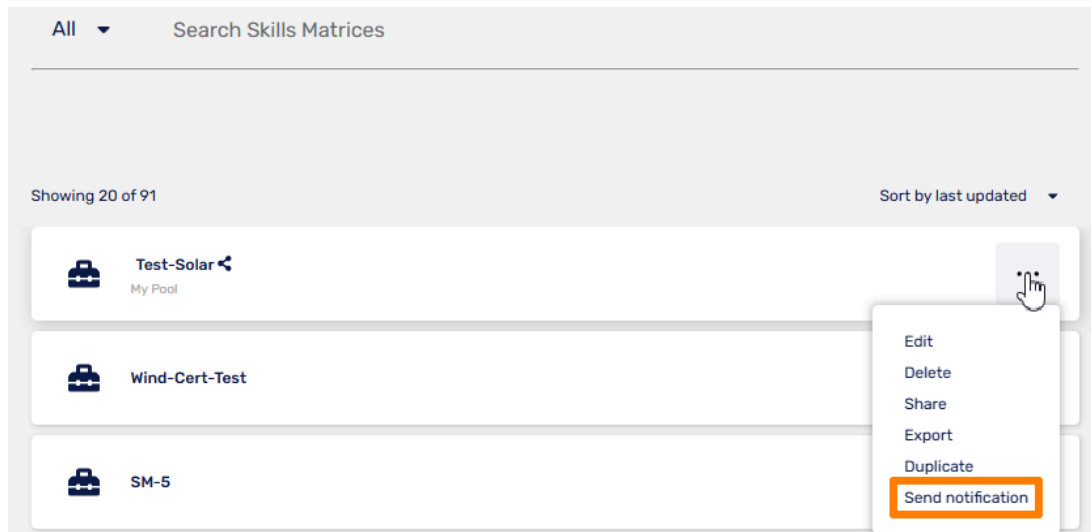 All
Search Skills Matrices
Showing 20 of 91
Sort by last updated
Test-Solar
My Pool
Edit
Delete
Share
Export
Duplicate
Send notification
Wind-Cert-Test
SM-5